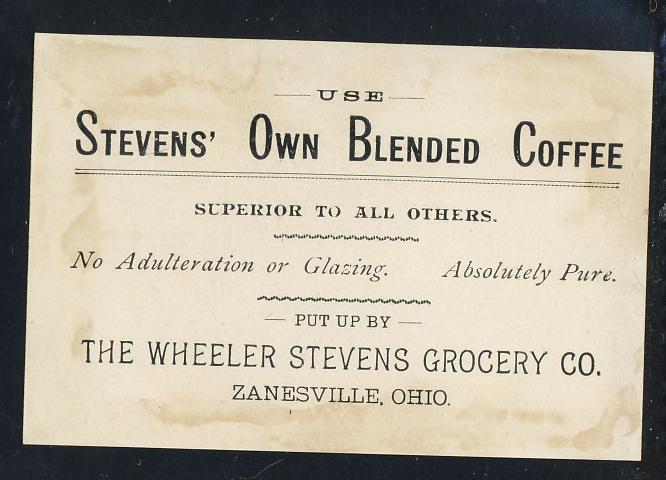 USE
STEVENS' OWN BLENDED COFFEE
SUPERIOR TO ALL OTHERS.
No Adulteration or Glazing. Absolutely Pure.
PUT UP BY
THE WHEELER STEVENS GROCERY CO.
ZANESVILLE, OHIO.